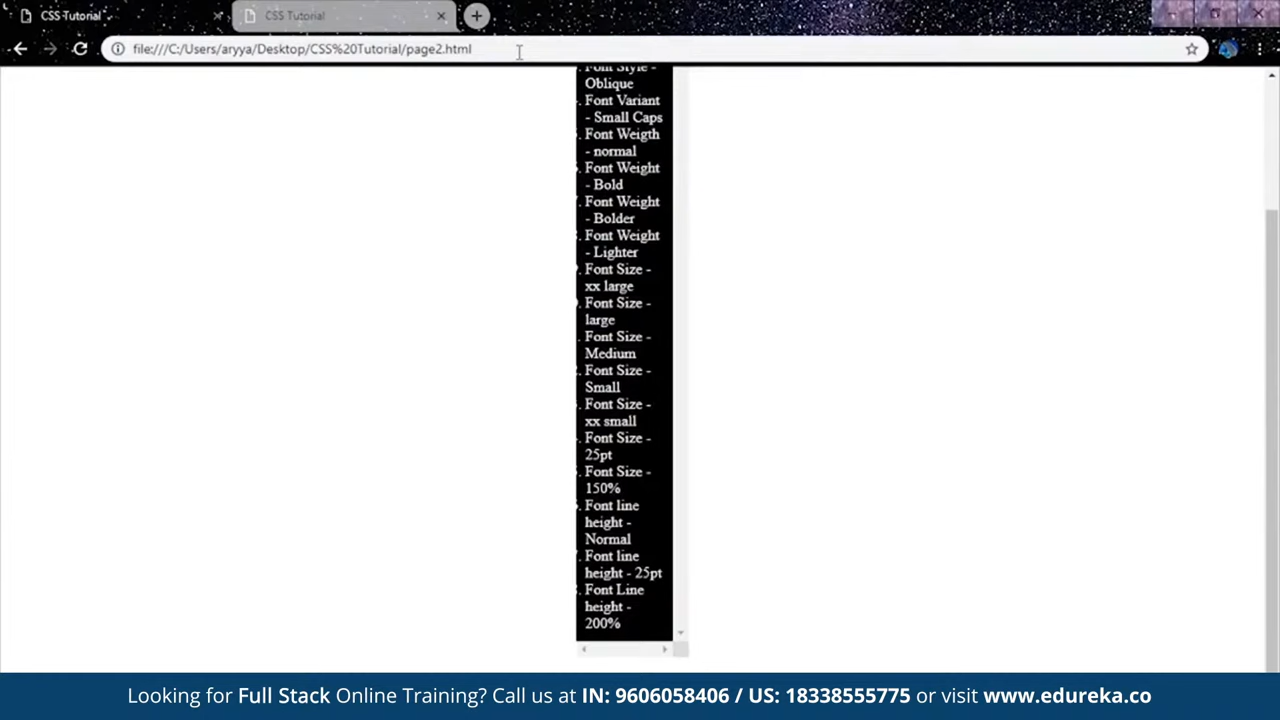 CSS Tutorial
CSS Tutorial
file:///C:/Users/aryya/Desktop/CSS%20Tutorial/page2.html
Font Style -
Oblique
. Font Variant
- Small Caps
. Font Weigth
- normal
. Font Weight
- Bold
. Font Weight
- Bolder
. Font Weight
- Lighter
. Font Size -
xx large
. Font Size -
large
. Font Size -
Medium
. Font Size -
Small
. Font Size -
xx small
. Font Size -
25pt
. Font Size -
150%
. Font line
height -
Normal
. Font line
height - 25pt
. Font Line
height -
200%
Looking for Full Stack Online Training? Call us at IN: 9606058406 / US: 18338555775 or visit www.edureka.co